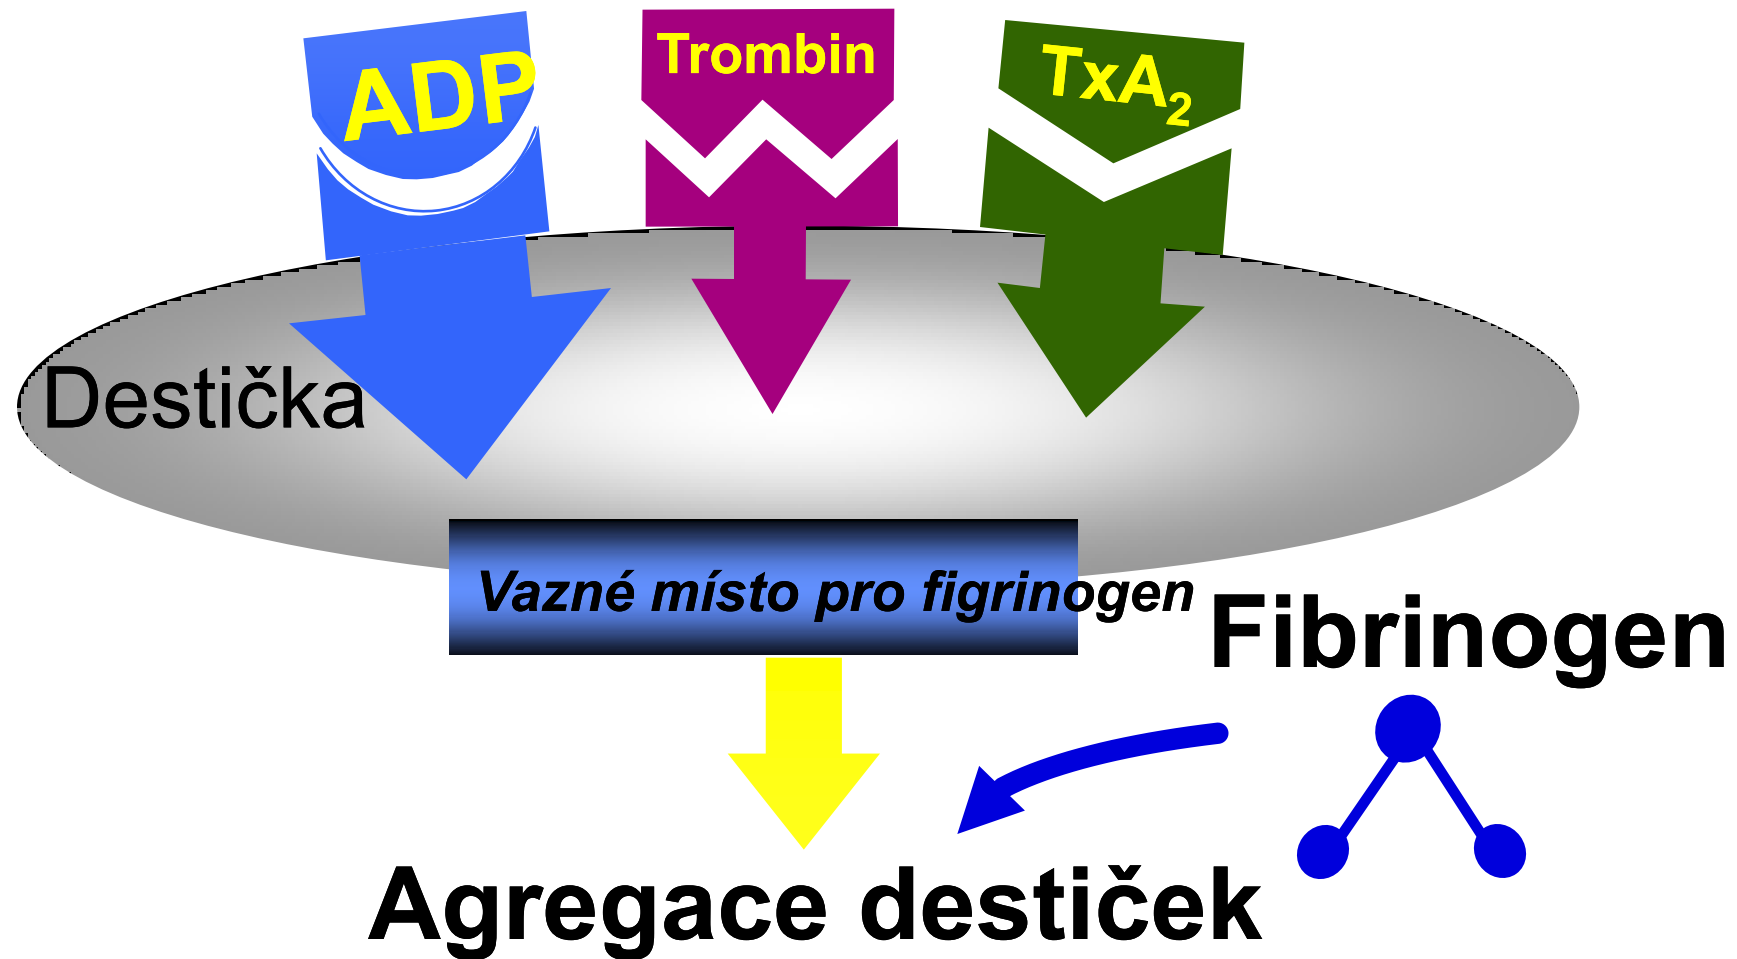 ADP
Trombin
TxA₂
Destička
Vazné místo pro figrinogen
Fibrinogen
Agregace destiček